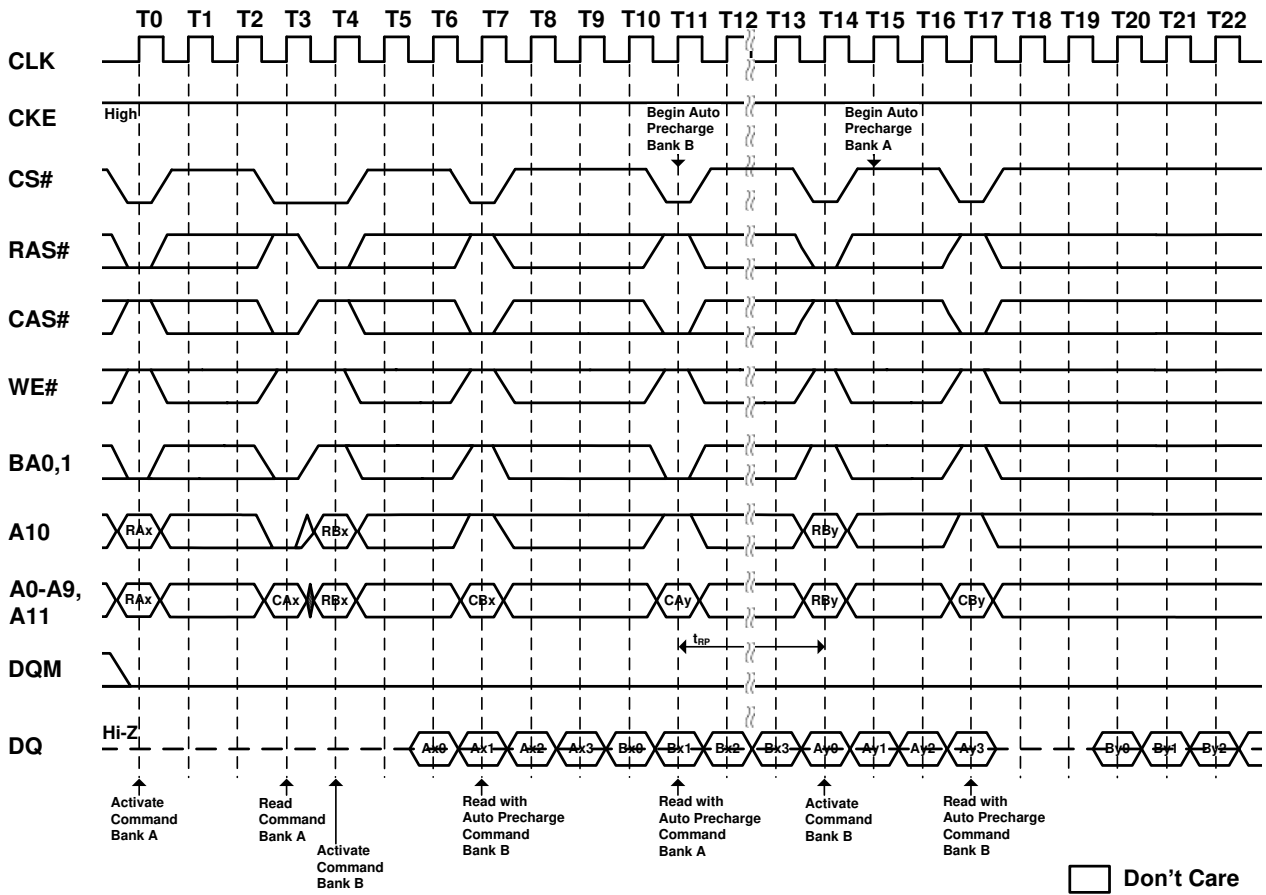 T0 T1 T2 T3 T4 T5 T6 T7 T8 T9 T10 T11 T12 T13 T14 T15 T16 T17 T18 T19 T20 T21 T22
CLK
CKE
High
Begin Auto
Precharge
Bank B
Begin Auto
Precharge
Bank A
CS#
RAS#
CAS#
WE#
BA0,1
A10
RAx RBx RBy
A0-A9,
A11
RAx CAx RBx CBx CAy RBy CBy
tRP
DQM
DQ
Hi-Z
Ax0 Ax1 Ax2 Ax3 Bx0 Bx1 Bx2 Bx3 Ay0 Ay1 Ay2 Ay3 By0 By1 By2
Activate
Command
Bank A
Read
Command
Bank A
Activate
Command
Bank B
Read with
Auto Precharge
Command
Bank B
Read with
Auto Precharge
Command
Bank A
Activate
Command
Bank B
Read with
Auto Precharge
Command
Bank B
Don't Care